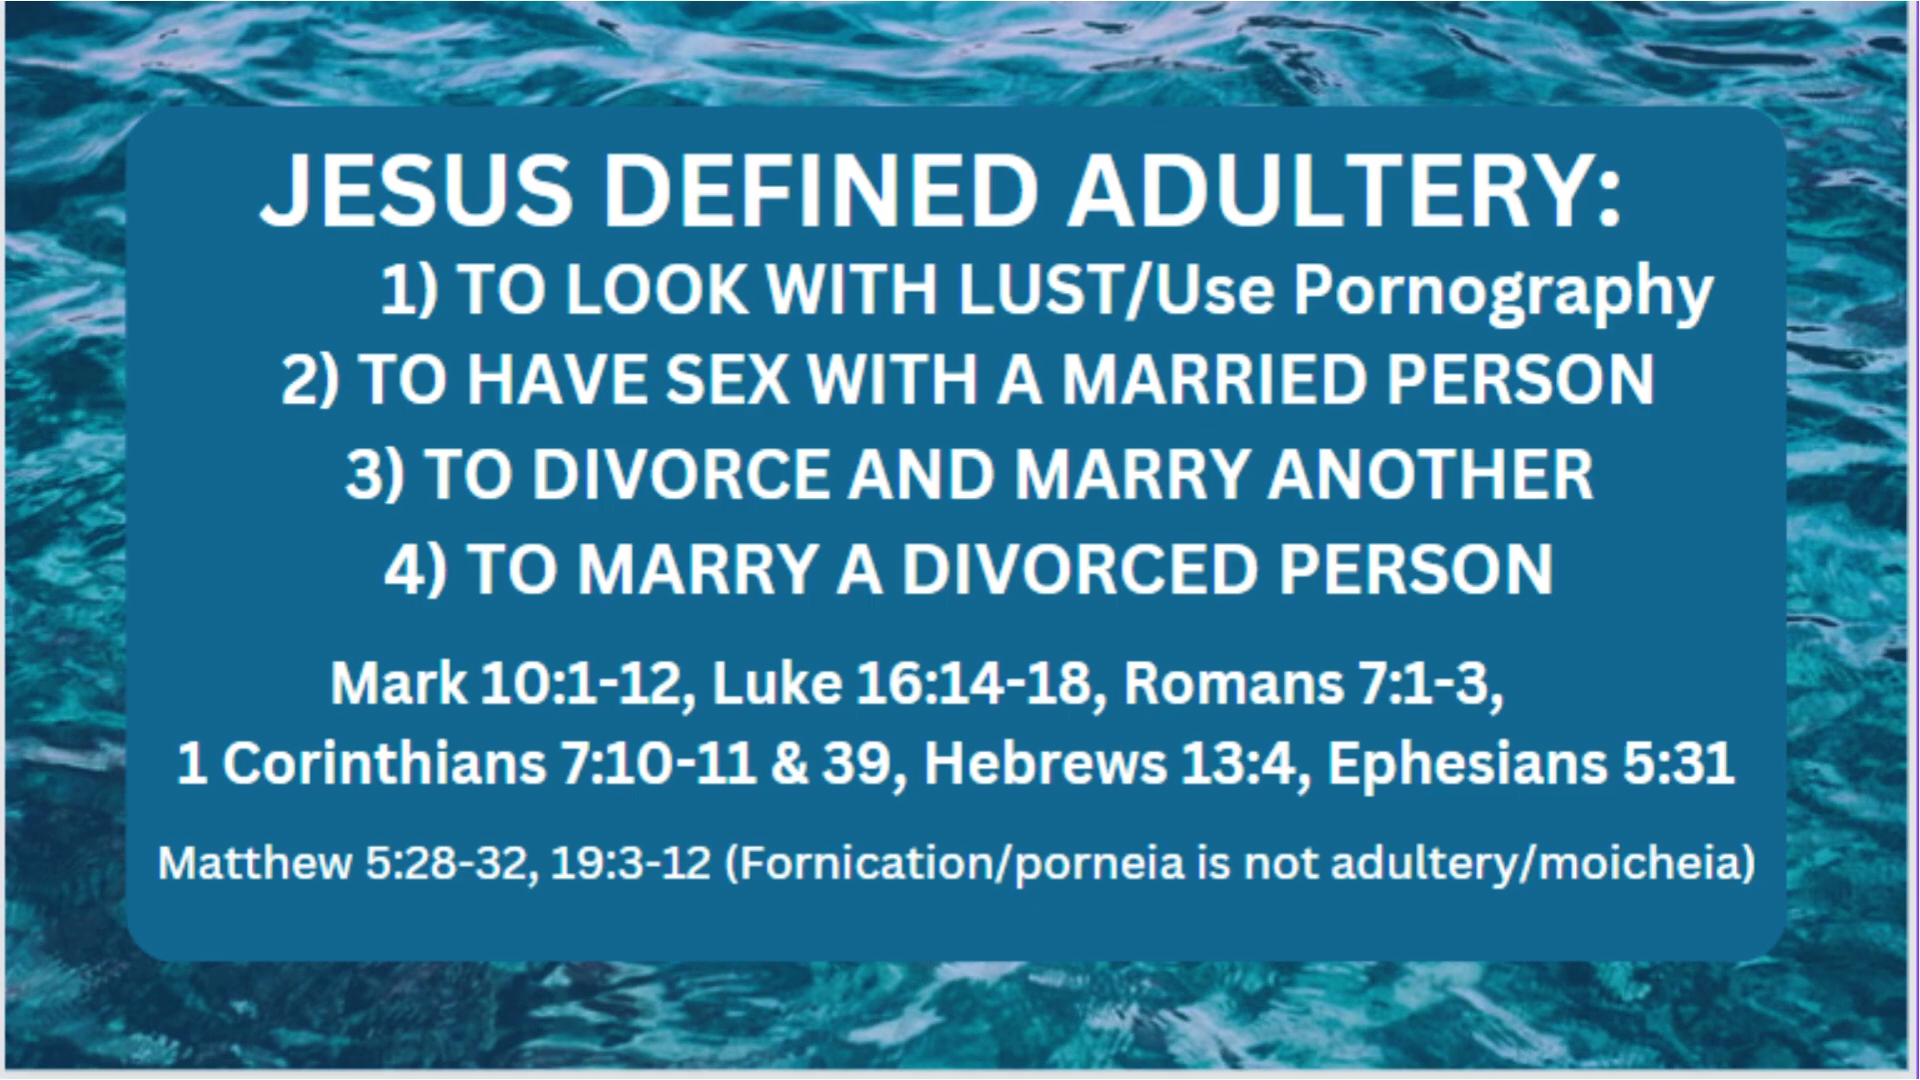 JESUS DEFINED ADULTERY:
1) TO LOOK WITH LUST/Use Pornography
2) TO HAVE SEX WITH A MARRIED PERSON
3) TO DIVORCE AND MARRY ANOTHER
4) TO MARRY A DIVORCED PERSON
Mark 10:1-12, Luke 16:14-18, Romans 7:1-3,
1 Corinthians 7:10-11 & 39, Hebrews 13:4, Ephesians 5:31
Matthew 5:28-32, 19:3-12 (Fornication/porneia is not adultery/moicheia)